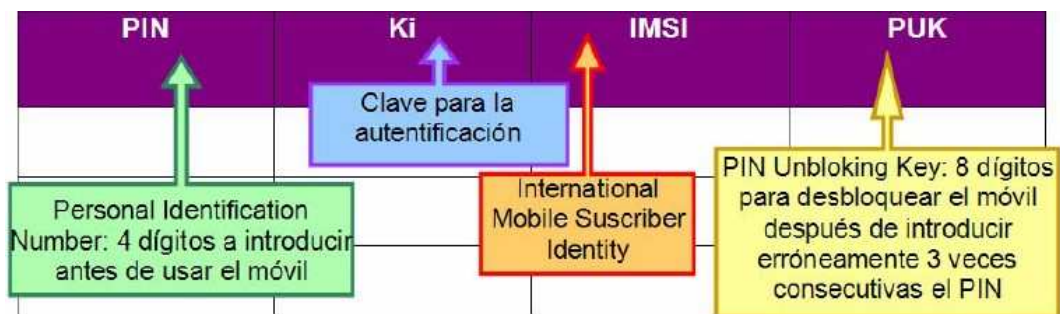 PIN
Ki
IMSI
PUK
Clave para la
autentificación
Personal Identification
Number: 4 dígitos a introducir
antes de usar el móvil
International
Mobile Suscriber
Identity
PIN Unbloking Key: 8 dígitos
para desbloquear el móvil
después de introducir
erróneamente 3 veces
consecutivas el PIN